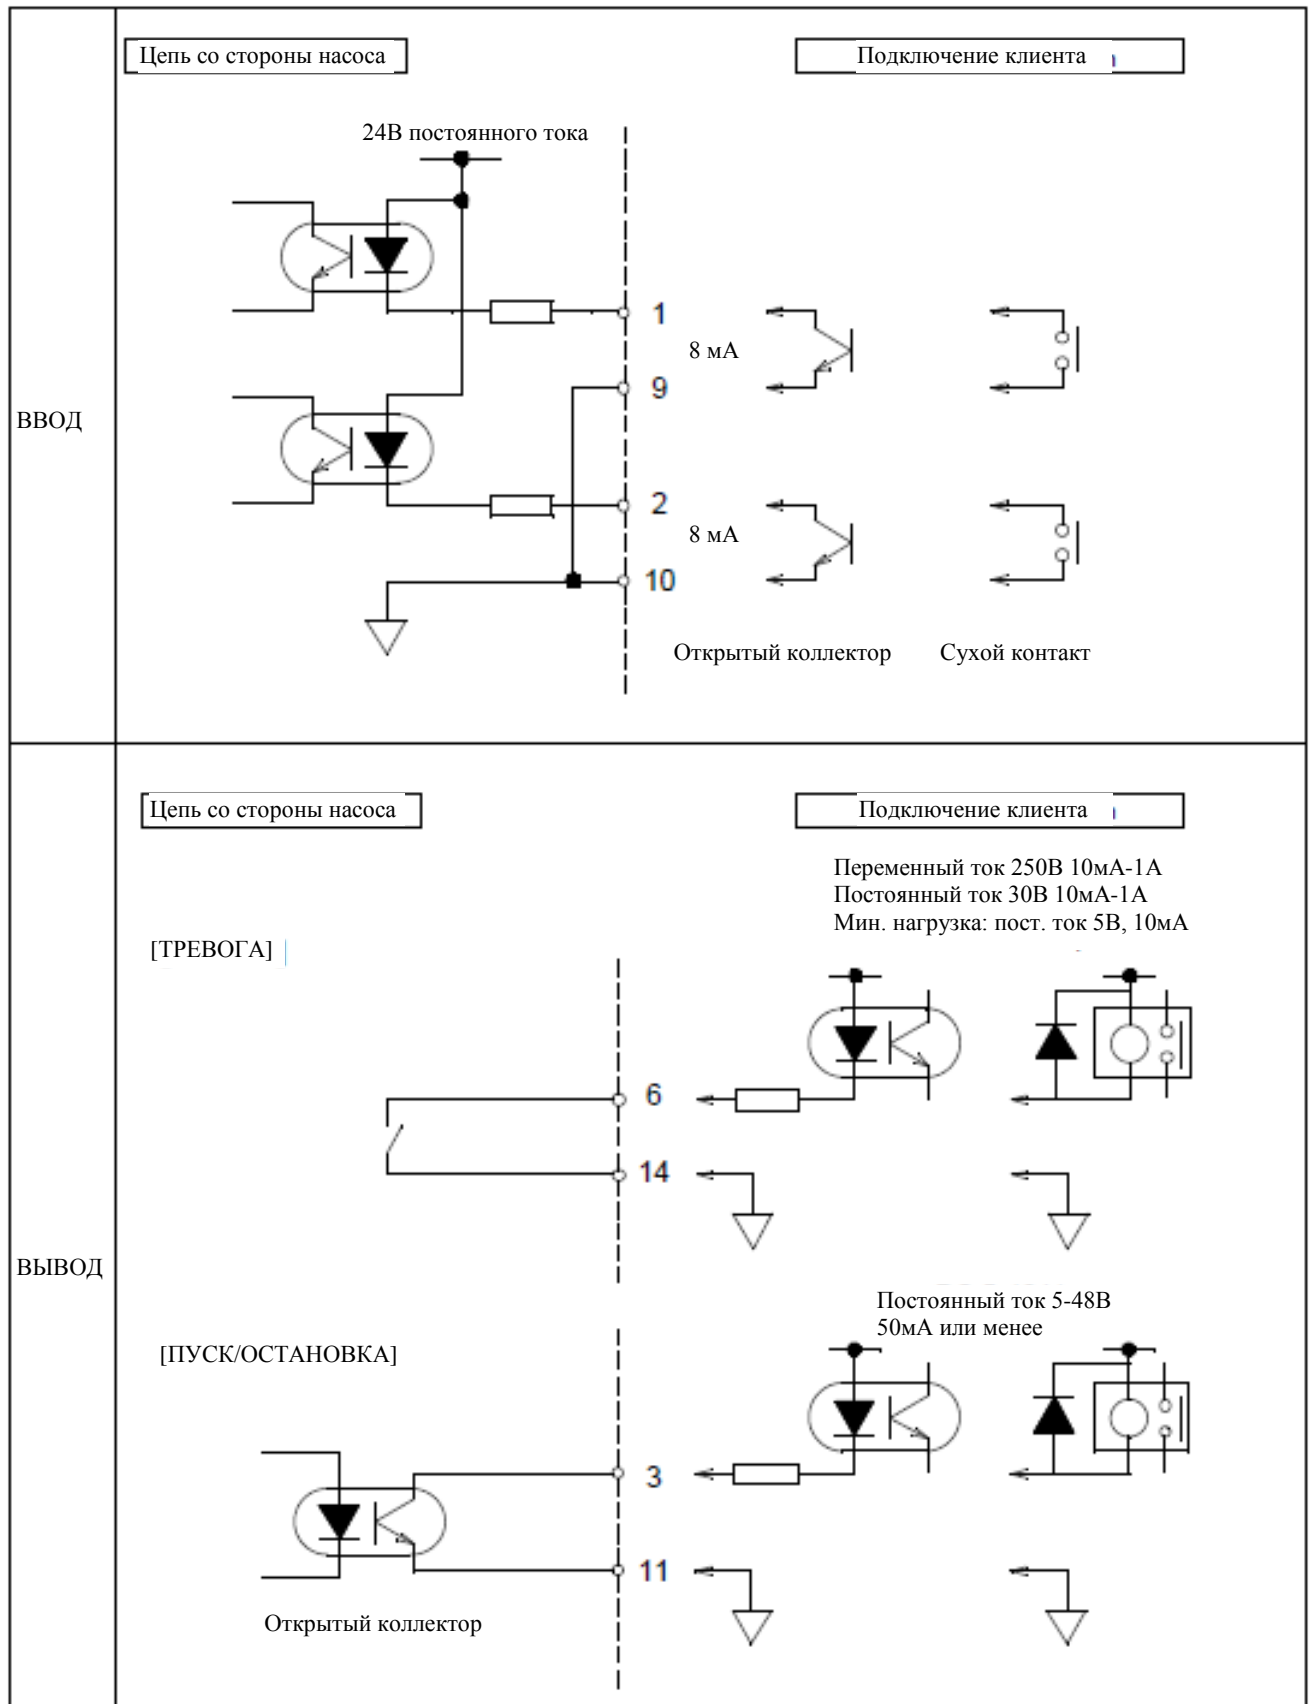 Цепь со стороны насоса
Подключение клиента
24В постоянного тока
1
8 мА
9
ВВОД
2
8 мА
10
Открытый коллектор
Сухой контакт
Цепь со стороны насоса
Подключение клиента
Переменный ток 250В 10мА-1А
Постоянный ток 30В 10мА-1А
Мин. нагрузка: пост. ток 5В, 10мА
[ТРЕВОГА]
6
14
ВЫВОД
Постоянный ток 5-48В
50мА или менее
[ПУСК/ОСТАНОВКА]
3
11
Открытый коллектор